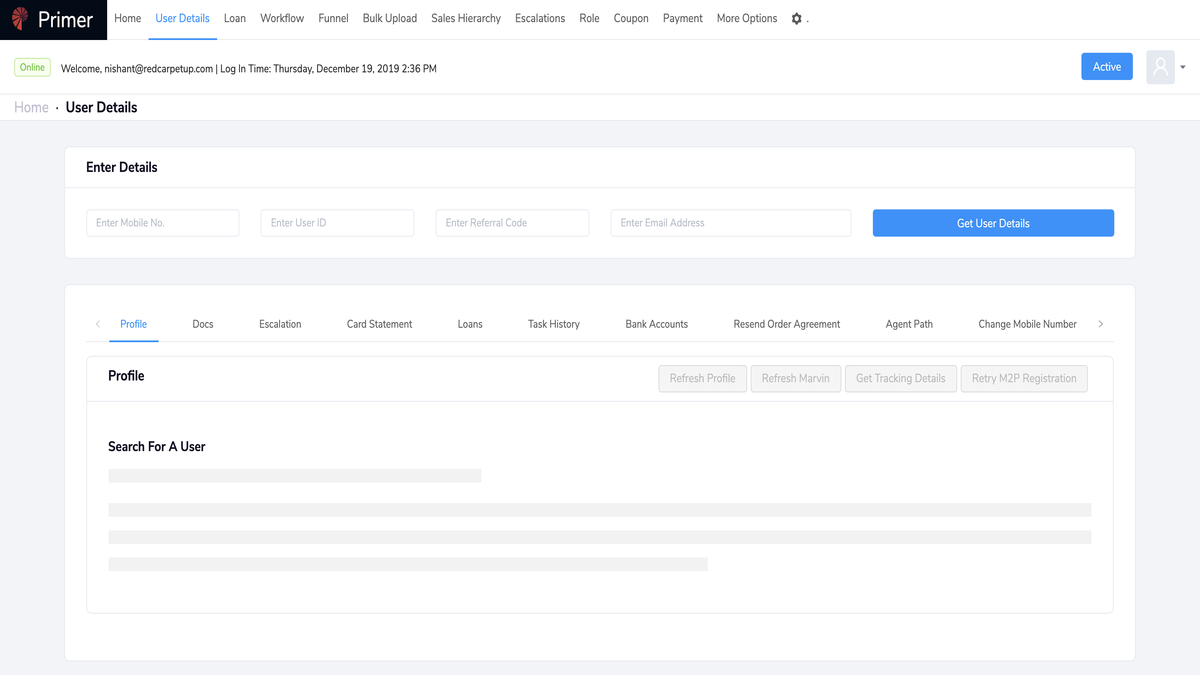 Primer Home User Details Loan Workflow Funnel Bulk Upload Sales Hierarchy Escalations Role Coupon Payment More Options .
Online Welcome, nishant@redcarpetup.com | Log In Time: Thursday, December 19, 2019 2:36 PM Active
Home · User Details
Enter Details
Enter Mobile No. Enter User ID Enter Referral Code Enter Email Address Get User Details
Profile Docs Escalation Card Statement Loans Task History Bank Accounts Resend Order Agreement Agent Path Change Mobile Number
Profile Refresh Profile Refresh Marvin Get Tracking Details Retry M2P Registration
Search For A User